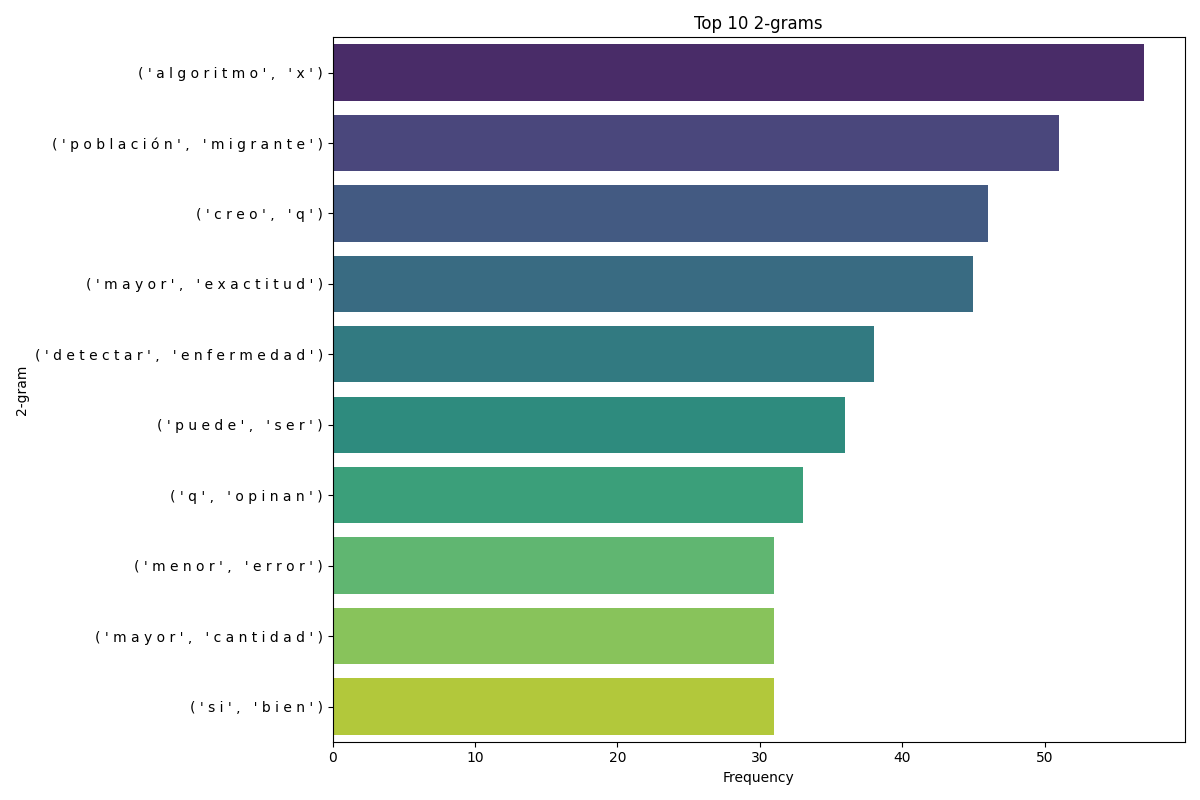 Top 10 2-grams
('algoritmo', 'x')
('población', 'migrante')
('creo', 'q')
('mayor', 'exactitud')
('detectar', 'enfermedad')
('puede', 'ser')
('q', 'opinan')
('menor', 'error')
('mayor', 'cantidad')
('si', 'bien')
2-gram
0 10 20 30 40 50
Frequency